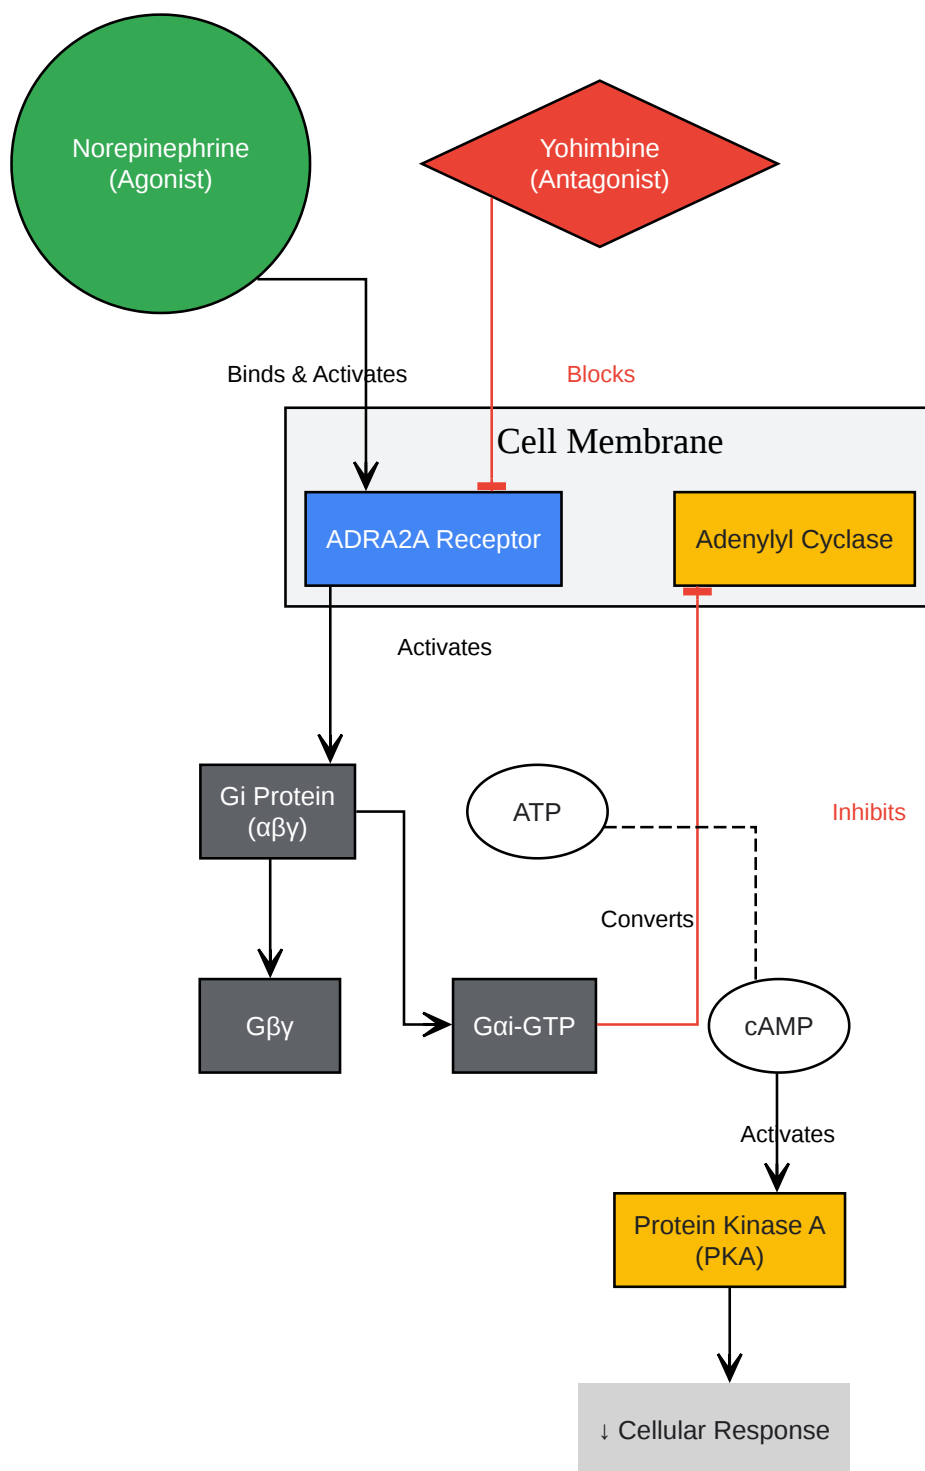 Norepinephrine
(Agonist)
Yohimbine
(Antagonist)
Binds & Activates
Blocks
Cell Membrane
ADRA2A Receptor
Adenylyl Cyclase
Activates
Gi Protein
(αβγ)
ATP
Inhibits
Converts
Gβγ
Gαi-GTP
cAMP
Activates
Protein Kinase A
(PKA)
↓ Cellular Response